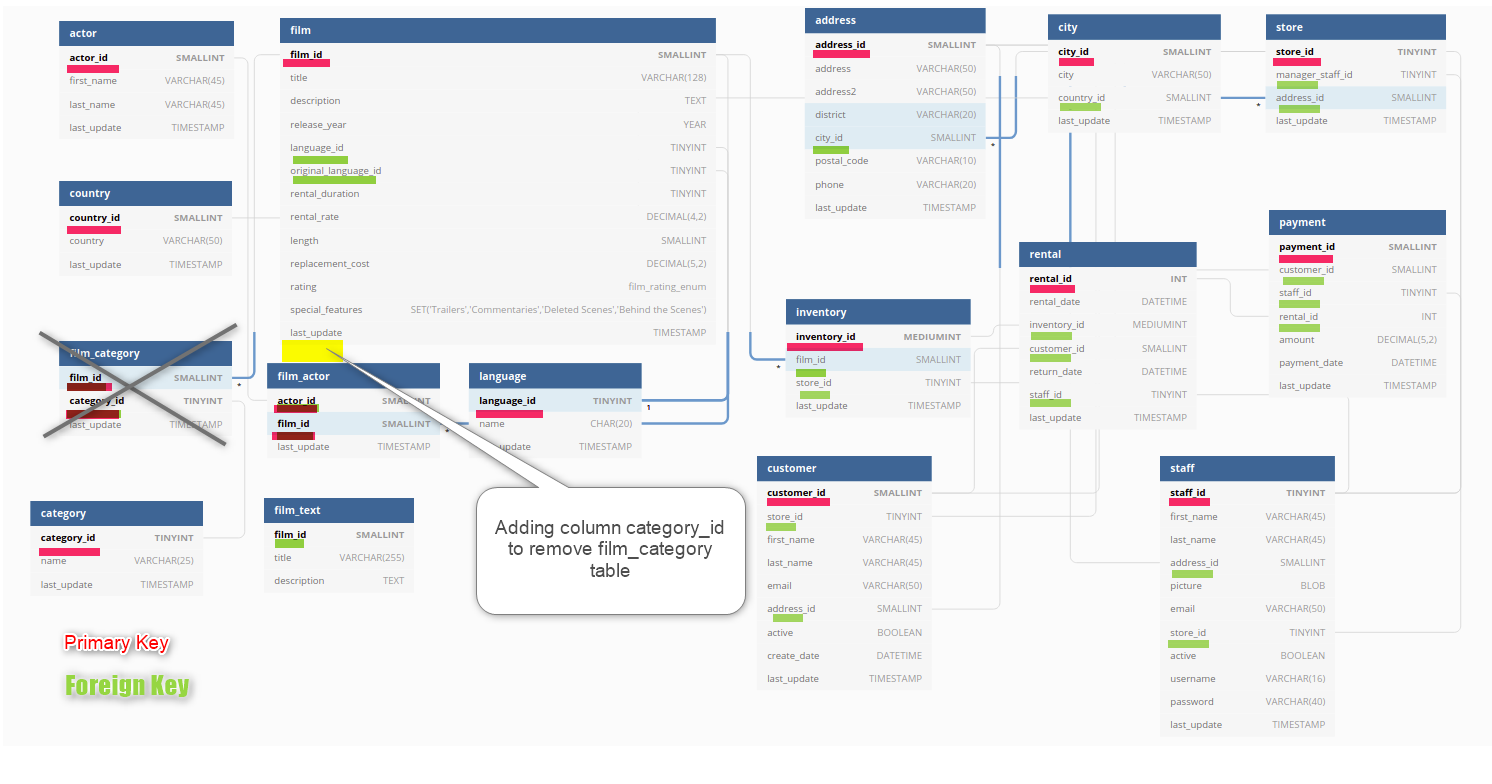 actor
actor_id SMALLINT
first_name VARCHAR(45)
last_name VARCHAR(45)
last_update TIMESTAMP
film
film_id SMALLINT
title VARCHAR(128)
description TEXT
release_year YEAR
language_id TINYINT
original_language_id TINYINT
rental_duration TINYINT
rental_rate DECIMAL(4,2)
length SMALLINT
replacement_cost DECIMAL(5,2)
rating film_rating_enum
special_features SET('Trailers','Commentaries','Deleted Scenes','Behind the Scenes')
last_update TIMESTAMP
address
address_id SMALLINT
address VARCHAR(50)
address2 VARCHAR(50)
district VARCHAR(20)
city_id SMALLINT
*
postal_code VARCHAR(10)
phone VARCHAR(20)
last_update TIMESTAMP
city
city_id SMALLINT
city VARCHAR(50)
country_id SMALLINT
last_update TIMESTAMP
store
store_id TINYINT
manager_staff_id TINYINT
address_id SMALLINT
*
last_update TIMESTAMP
country
country_id SMALLINT
country VARCHAR(50)
last_update TIMESTAMP
film_category
film_id SMALLINT
*
category_id TINYINT
last_update TIMESTAMP
film_actor
actor_id SMALLINT
film_id SMALLINT
*
last_update TIMESTAMP
language
language_id TINYINT
1
name CHAR(20)
update TIMESTAMP
inventory
inventory_id MEDIUMINT
film_id SMALLINT
*
store_id TINYINT
last_update TIMESTAMP
rental
rental_id INT
rental_date DATETIME
inventory_id MEDIUMINT
customer_id SMALLINT
return_date DATETIME
staff_id TINYINT
last_update TIMESTAMP
payment
payment_id SMALLINT
customer_id SMALLINT
staff_id TINYINT
rental_id INT
amount DECIMAL(5,2)
payment_date DATETIME
last_update TIMESTAMP
category
category_id TINYINT
name VARCHAR(25)
last_update TIMESTAMP
film_text
film_id SMALLINT
title VARCHAR(255)
description TEXT
Adding column category_id
to remove film_category
table
customer
customer_id SMALLINT
store_id TINYINT
first_name VARCHAR(45)
last_name VARCHAR(45)
email VARCHAR(50)
address_id SMALLINT
active BOOLEAN
create_date DATETIME
last_update TIMESTAMP
staff
staff_id TINYINT
first_name VARCHAR(45)
last_name VARCHAR(45)
address_id SMALLINT
picture BLOB
email VARCHAR(50)
store_id TINYINT
active BOOLEAN
username VARCHAR(16)
password VARCHAR(40)
last_update TIMESTAMP
Primary Key
Foreign Key